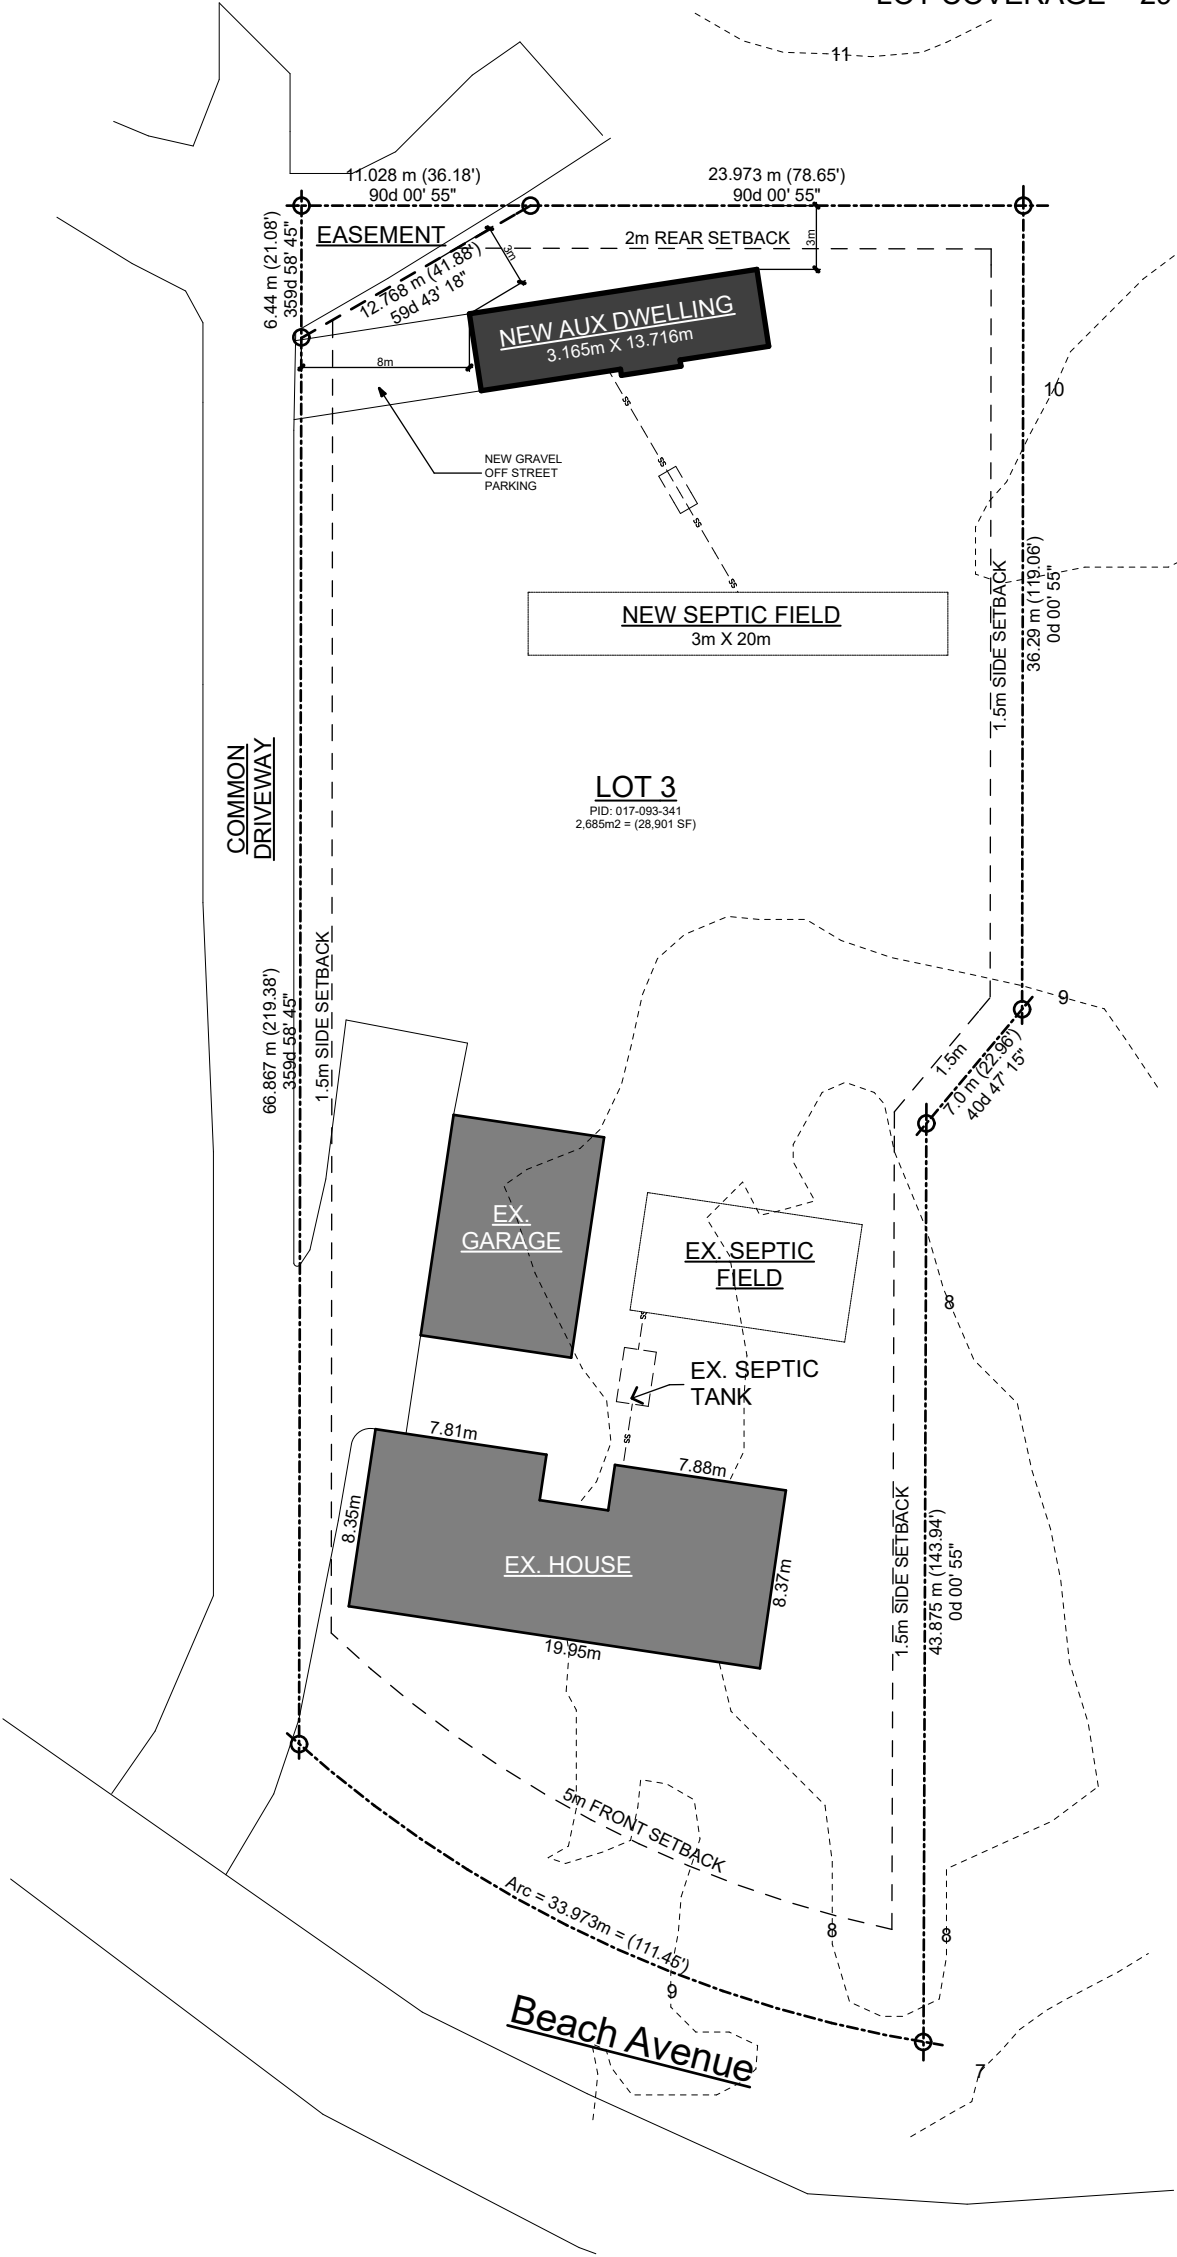 11
11.028 m (36.18')
90d 00' 55"
23.973 m (78.65')
90d 00' 55"
6.44 m (21.08')
359d 58' 45"
EASEMENT
2m REAR SETBACK
3m
3m
12.768 m (41.88')
59d 43' 18"
NEW AUX DWELLING
3.165m X 13.716m
8m
10
NEW GRAVEL
OFF STREET
PARKING
SS
SS
SS
SS
36.29 m (119.06')
0d 00' 55"
1.5m SIDE SETBACK
NEW SEPTIC FIELD
3m X 20m
COMMON
DRIVEWAY
LOT 3
PID: 017-093-341
2,685m2 = (28,901 SF)
66.867 m (219.38')
359d 58' 45"
1.5m SIDE SETBACK
9
1.5m
7.0 m (22.96')
40d 47' 15"
EX.
GARAGE
EX. SEPTIC
FIELD
8
SS
EX. SEPTIC
TANK
SS
7.81m
7.88m
8.35m
EX. HOUSE
8.37m
19.95m
1.5m SIDE SETBACK
43.875 m (143.94')
0d 00' 55"
5m FRONT SETBACK
Arc = 33.973m = (111.45')
8
8
9
Beach Avenue
7